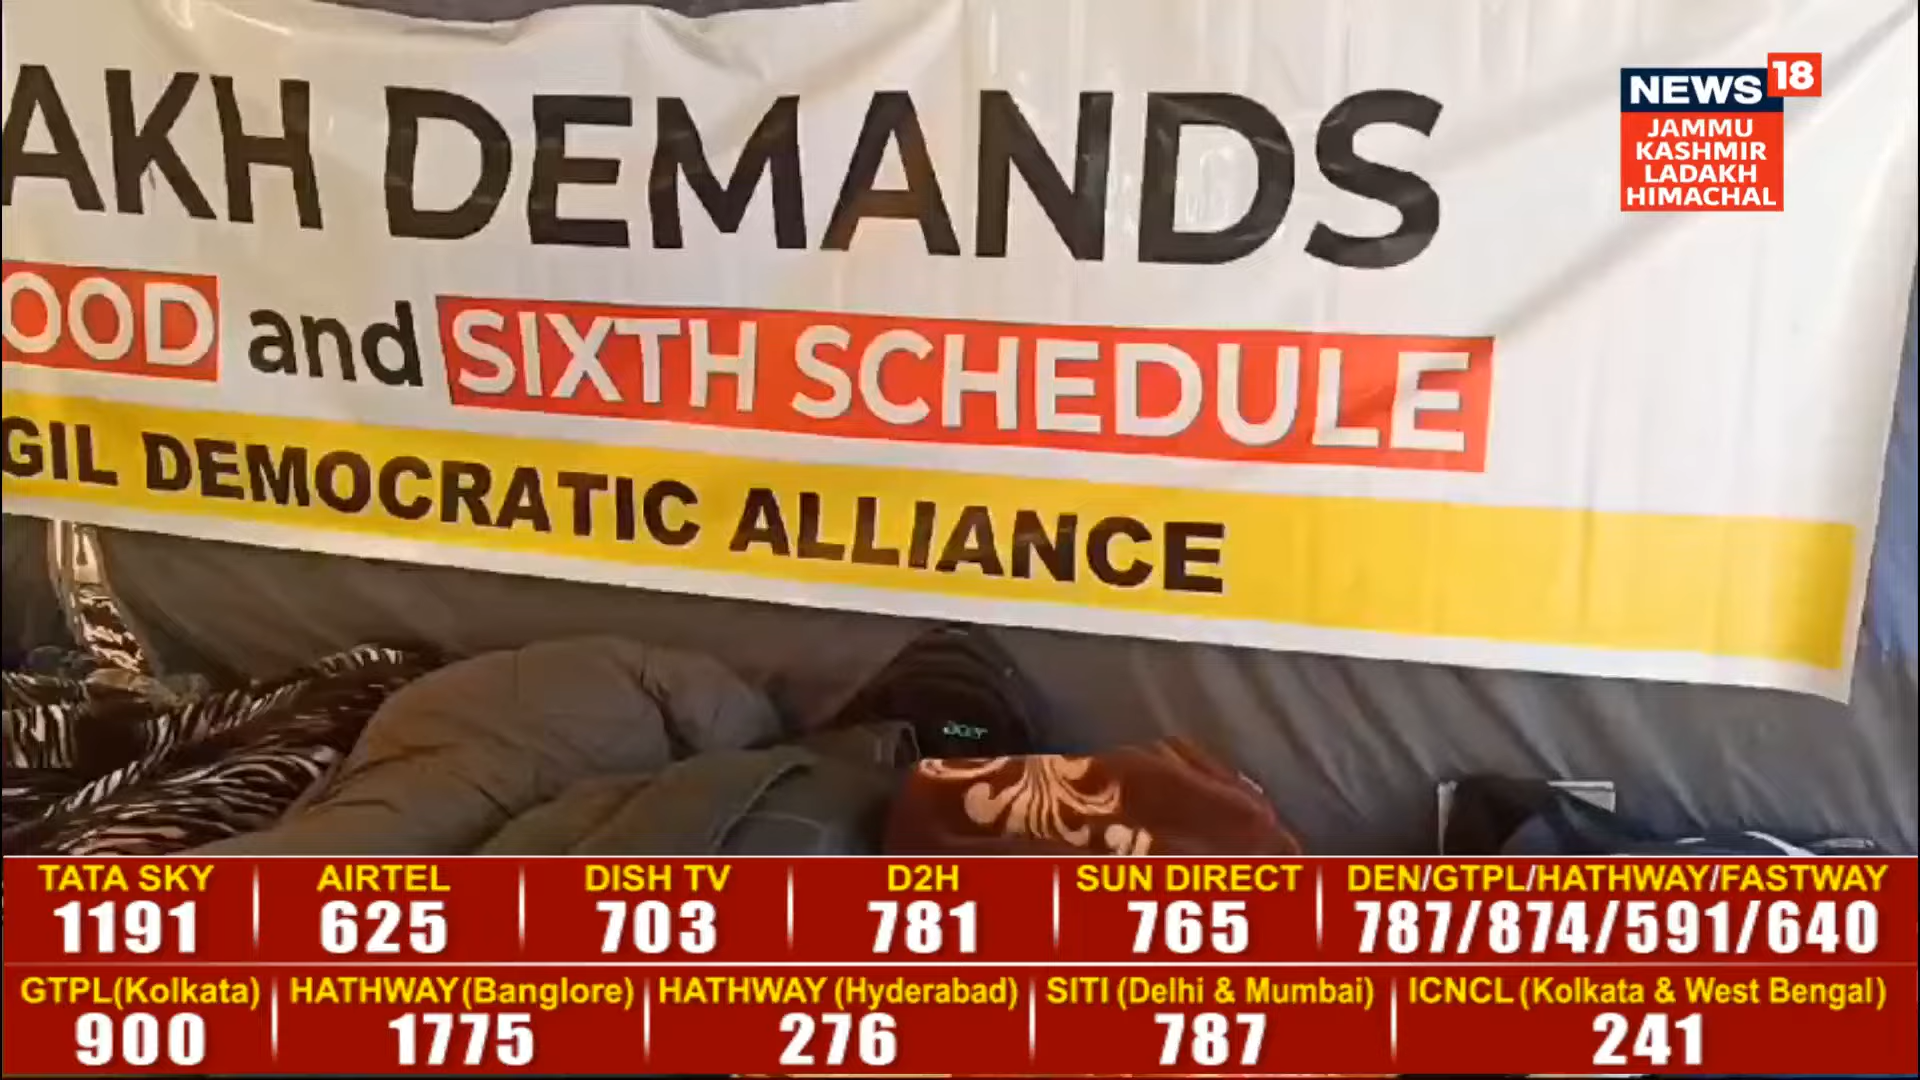 AKH DEMANDS
OOD and SIXTH SCHEDULE
GIL DEMOCRATIC ALLIANCE
NEWS 18
JAMMU
KASHMIR
LADAKH
HIMACHAL
acer
TATA SKY
1191
AIRTEL
625
DISH TV
703
D2H
781
SUN DIRECT
765
DEN/GTPL/HATHWAY/FASTWAY
787/874/591/640
GTPL(Kolkata)
900
HATHWAY(Banglore)
1775
HATHWAY (Hyderabad)
276
SITI (Delhi & Mumbai)
787
ICNCL (Kolkata & West Bengal)
241